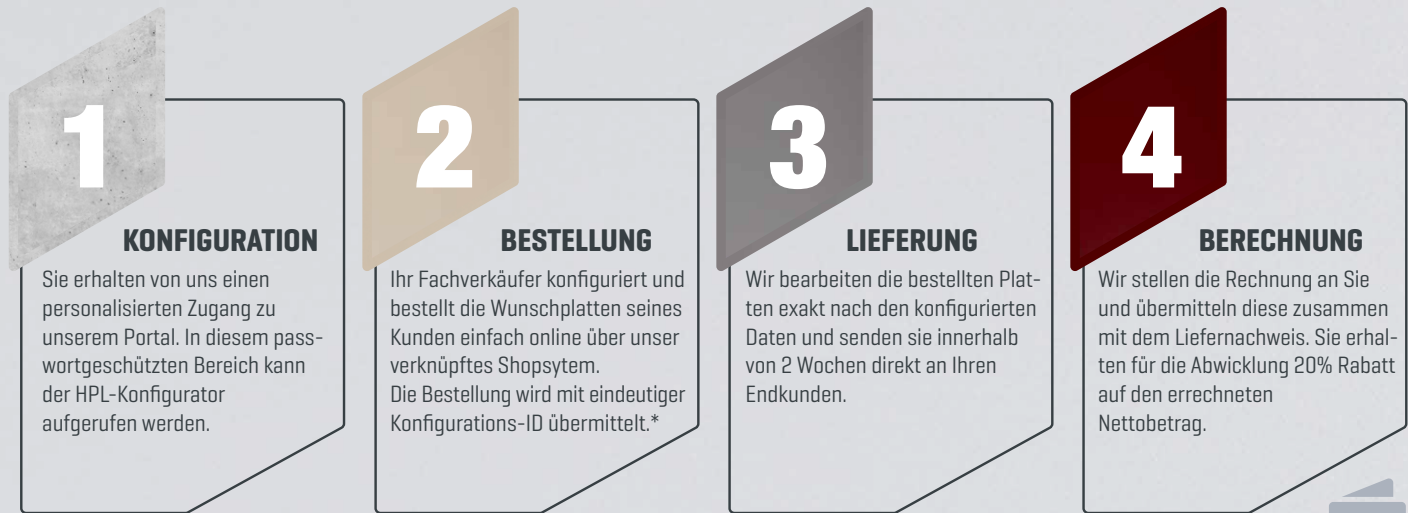 1
KONFIGURATION
Sie erhalten von uns einen
personalisierten Zugang zu
unserem Portal. In diesem pass-
wortgeschützten Bereich kann
der HPL-Konfigurator
aufgerufen werden.
2
BESTELLUNG
Ihr Fachverkäufer konfiguriert und
bestellt die Wunschplatten seines
Kunden einfach online über unser
verknüpftes Shopsytem.
Die Bestellung wird mit eindeutiger
Konfigurations-ID übermittelt.*
3
LIEFERUNG
Wir bearbeiten die bestellten Plat-
ten exakt nach den konfigurierten
Daten und senden sie innerhalb
von 2 Wochen direkt an Ihren
Endkunden.
4
BERECHNUNG
Wir stellen die Rechnung an Sie
und übermitteln diese zusammen
mit dem Liefernachweis. Sie erhal-
ten für die Abwicklung 20% Rabatt
auf den errechneten
Nettobetrag.